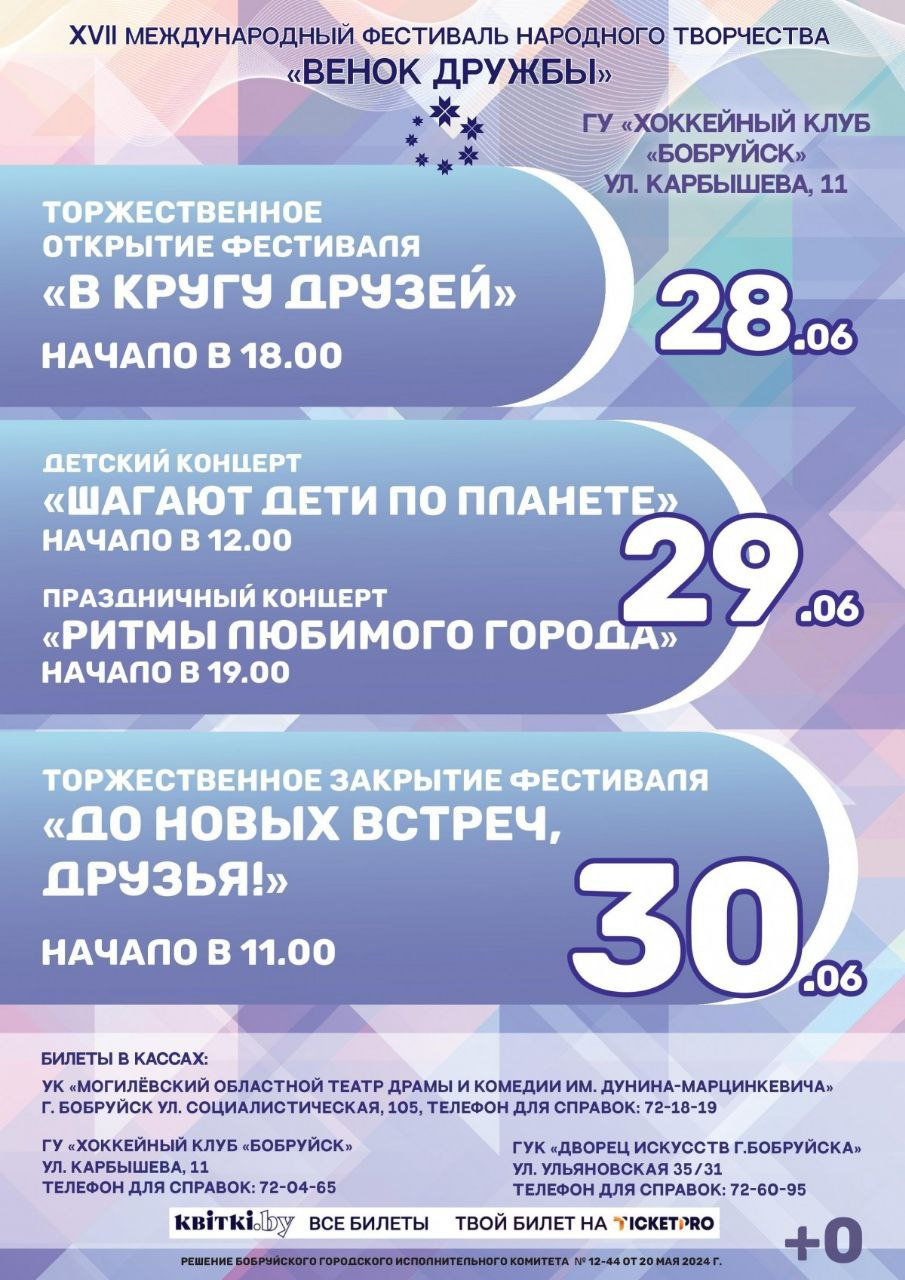 XVII МЕЖДУНАРОДНЫЙ ФЕСТИВАЛЬ НАРОДНОГО ТВОРЧЕСТВА
«ВЕНОК ДРУЖБЫ»
ГУ «ХОККЕЙНЫЙ КЛУБ
«БОБРУЙСК»
УЛ. КАРБЫШЕВА, 11
ТОРЖЕСТВЕННОЕ
ОТКРЫТИЕ ФЕСТИВАЛЯ
«В КРУГУ ДРУЗЕЙ»
НАЧАЛО В 18.00
28.06
ДЕТСКИЙ КОНЦЕРТ
«ШАГАЮТ ДЕТИ ПО ПЛАНЕТЕ»
НАЧАЛО В 12.00
ПРАЗДНИЧНЫЙ КОНЦЕРТ
«РИТМЫ ЛЮБИМОГО ГОРОДА»
НАЧАЛО В 19.00
29.06
ТОРЖЕСТВЕННОЕ ЗАКРЫТИЕ ФЕСТИВАЛЯ
«ДО НОВЫХ ВСТРЕЧ,
ДРУЗЬЯ!»
НАЧАЛО В 11.00
30.06
БИЛЕТЫ В КАССАХ:
УК «МОГИЛЁВСКИЙ ОБЛАСТНОЙ ТЕАТР ДРАМЫ И КОМЕДИИ ИМ. ДУНИНА-МАРЦИНКЕВИЧА»
Г. БОБРУЙСК УЛ. СОЦИАЛИСТИЧЕСКАЯ, 105, ТЕЛЕФОН ДЛЯ СПРАВОК: 72-18-19
ГУ «ХОККЕЙНЫЙ КЛУБ «БОБРУЙСК»
УЛ. КАРБЫШЕВА, 11
ТЕЛЕФОН ДЛЯ СПРАВОК: 72-04-65
ГУК «ДВОРЕЦ ИСКУССТВ Г.БОБРУЙСКА»
УЛ. УЛЬЯНОВСКАЯ 35/31
ТЕЛЕФОН ДЛЯ СПРАВОК: 72-60-95
квіткі.by ВСЕ БИЛЕТЫ ТВОЙ БИЛЕТ НА TICKETPRO
+0
РЕШЕНИЕ БОБРУЙСКОГО ГОРОДСКОГО ИСПОЛНИТЕЛЬНОГО КОМИТЕТА № 12-44 ОТ 20 МАЯ 2024 Г.